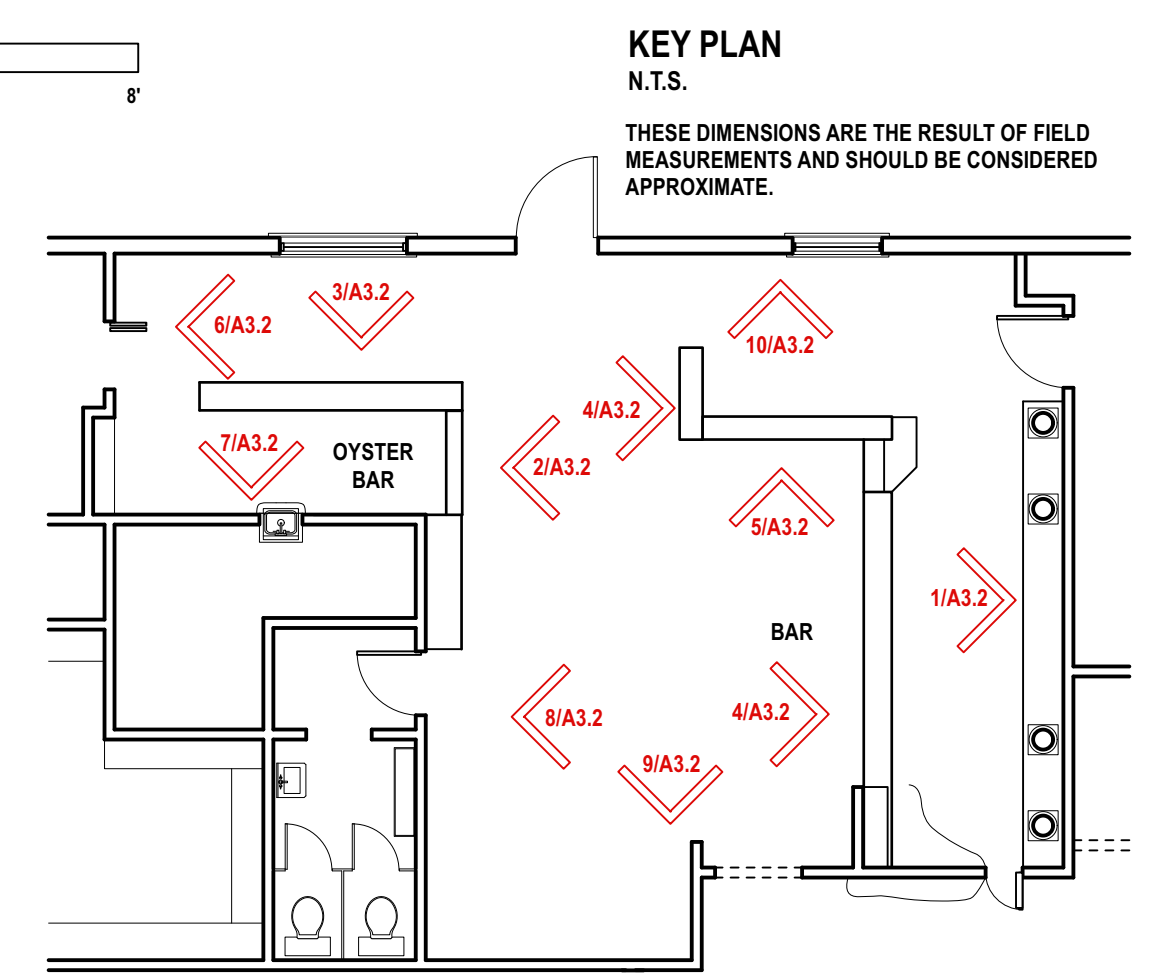 KEY PLAN
N.T.S.
8'
THESE DIMENSIONS ARE THE RESULT OF FIELD
MEASUREMENTS AND SHOULD BE CONSIDERED
APPROXIMATE.
3/A3.2
6/A3.2
10/A3.2
4/A3.2
7/A3.2
OYSTER
BAR
2/A3.2
5/A3.2
1/A3.2
BAR
8/A3.2
4/A3.2
9/A3.2